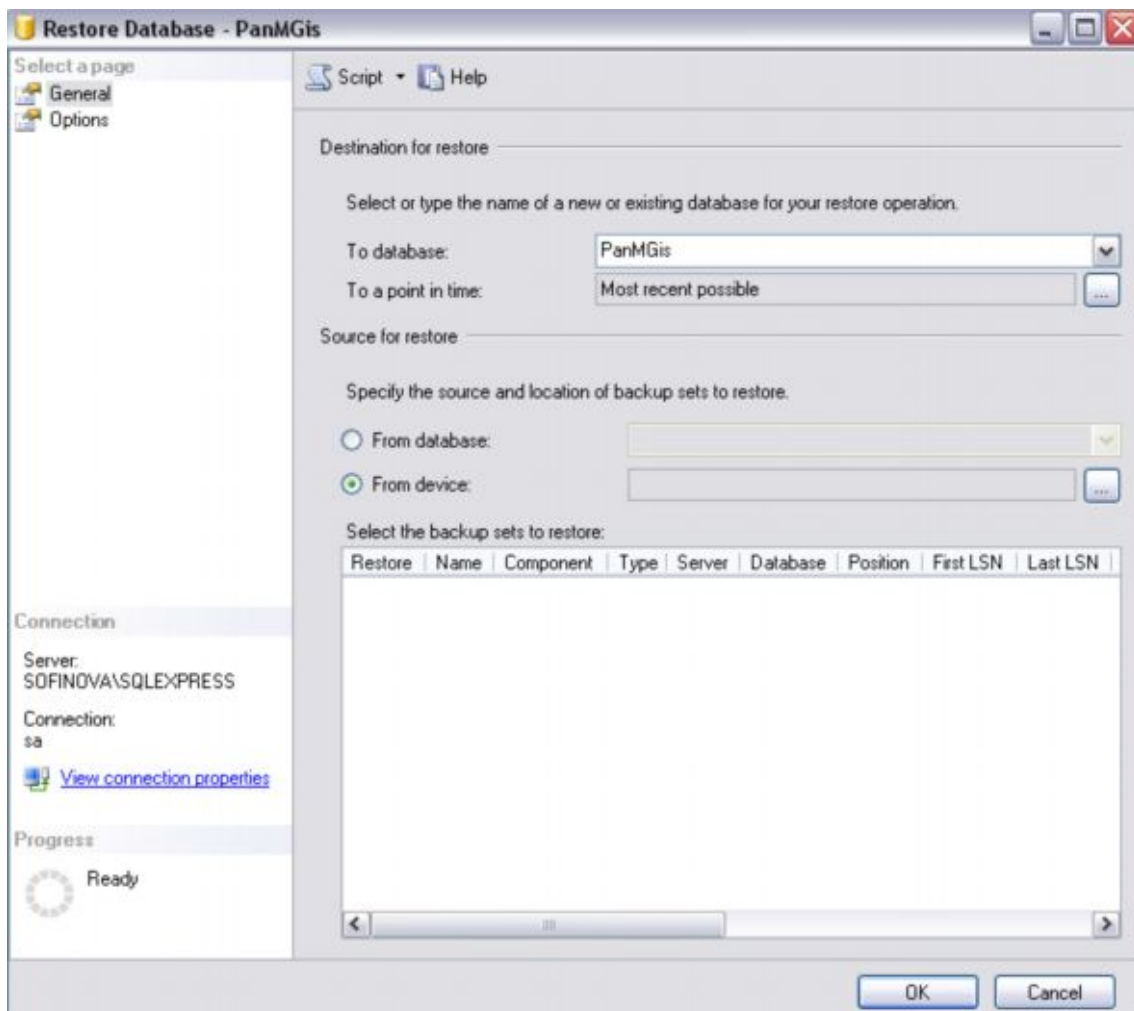 Restore Database - PanMGis
Select a page
General
Options
Script Help
Destination for restore
Select or type the name of a new or existing database for your restore operation.
To database: PanMGis
To a point in time: Most recent possible ...
Source for restore
Specify the source and location of backup sets to restore.
From database:
From device: ...
Select the backup sets to restore:
Restore Name Component Type Server Database Position First LSN Last LSN
Connection
Server:
SOFINOVA\SQLEXPRESS
Connection:
sa
View connection properties
Progress
Ready
OK Cancel